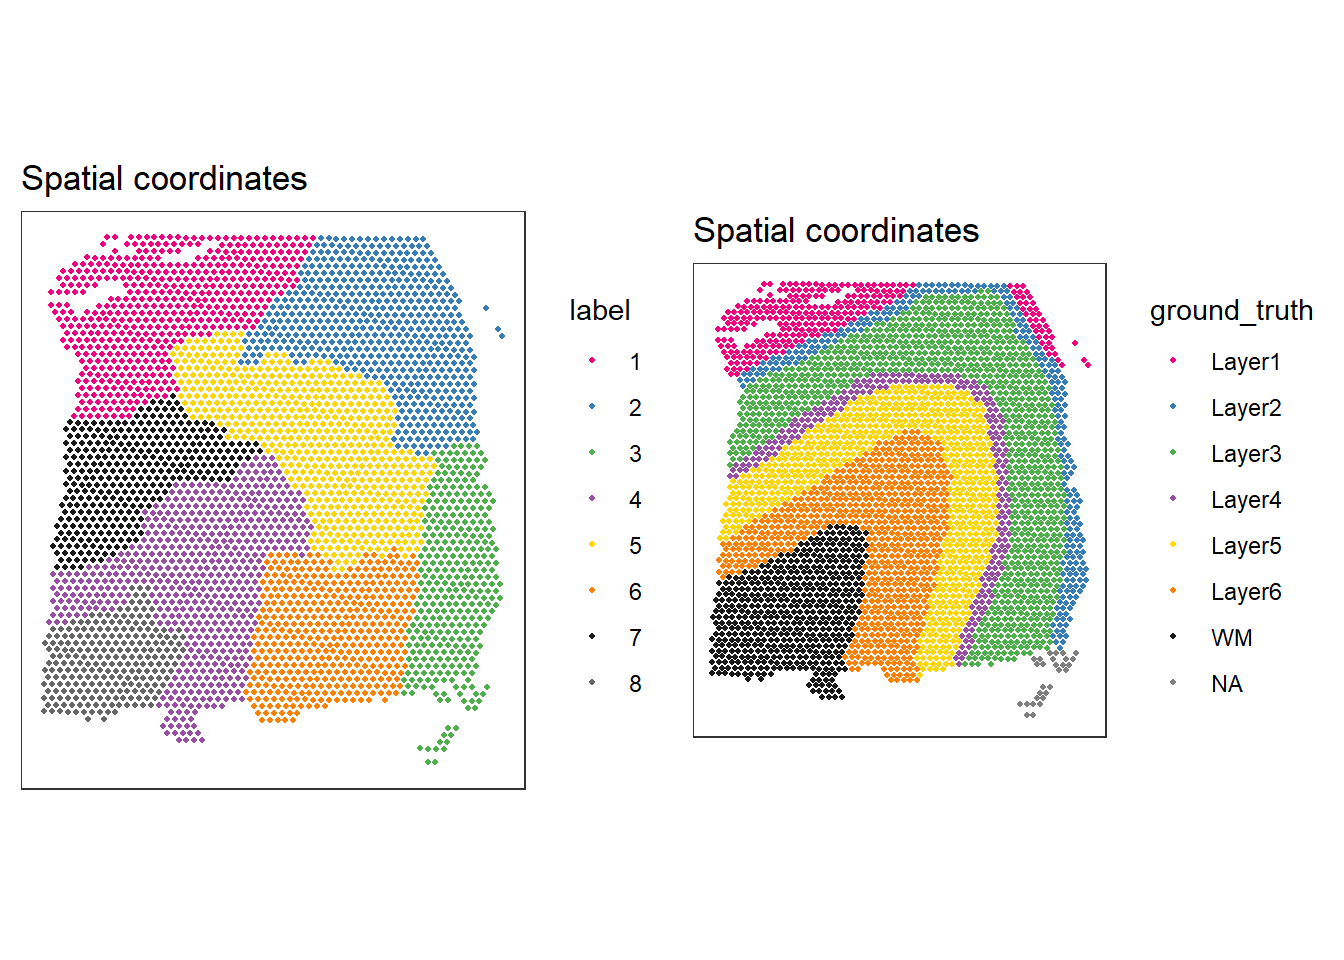 Spatial coordinates
label
1
2
3
4
5
6
7
8
Spatial coordinates
ground_truth
Layer1
Layer2
Layer3
Layer4
Layer5
Layer6
WM
NA